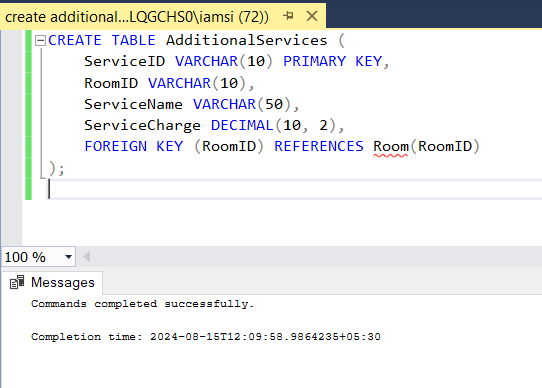 create additional...LQGCHS0\iamsi (72))
CREATE TABLE AdditionalServices (
ServiceID VARCHAR(10) PRIMARY KEY,
RoomID VARCHAR(10),
ServiceName VARCHAR(50),
ServiceCharge DECIMAL(10, 2),
FOREIGN KEY (RoomID) REFERENCES Room(RoomID)
);
100 %
Messages
Commands completed successfully.
Completion time: 2024-08-15T12:09:58.9864235+05:30